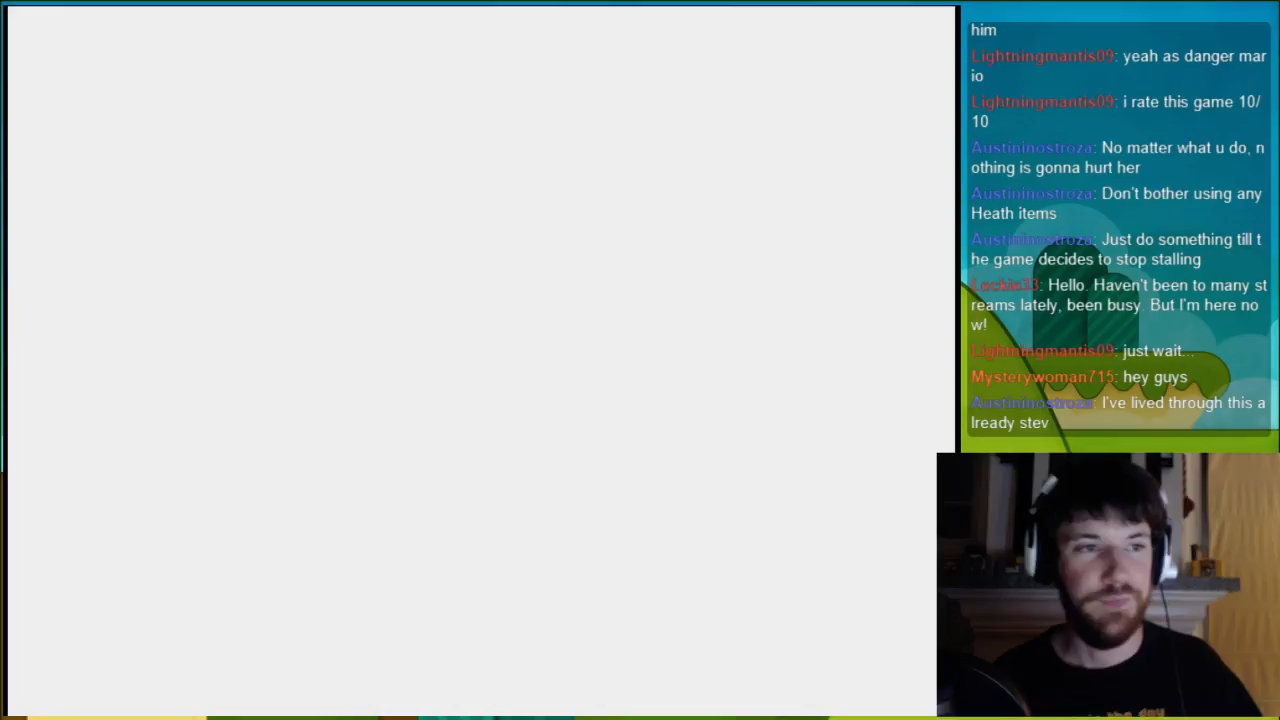 him
Lightningmantis09: yeah as danger mar
io
Lightningmantis09: i rate this game 10/
10
Austininostroza: No matter what u do, n
othing is gonna hurt her
Austininostroza: Don't bother using any
Heath items
Austininostroza: Just do something till t
he game decides to stop stalling
Leckie33: Hello. Haven't been to many st
reams lately, been busy. But I'm here no
w!
Lightningmantis09: just wait...
Mysterywoman715: hey guys
Austininostroza: I've lived through this a
lready stev
the day